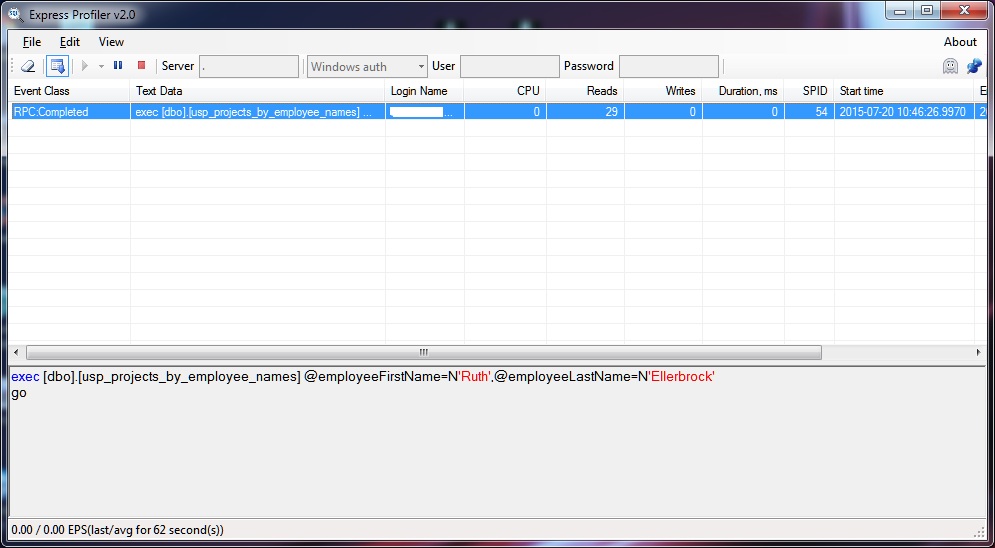 Express Profiler v2.0
File Edit View About
Server . Windows auth User Password
Event Class Text Data Login Name CPU Reads Writes Duration, ms SPID Start time E
RPC:Completed exec [dbo].[usp_projects_by_employee_names] ... ... 0 29 0 0 54 2015-07-20 10:46:26.9970 2
exec [dbo].[usp_projects_by_employee_names] @employeeFirstName=N'Ruth',@employeeLastName=N'Ellerbrock'
go
0.00 / 0.00 EPS(last/avg for 62 second(s))